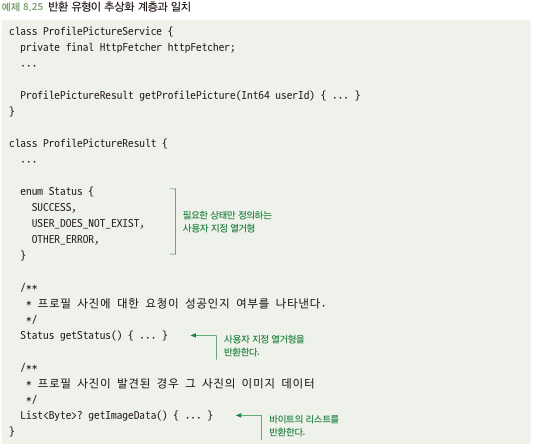 예제 8.25 반환 유형이 추상화 계층과 일치
class ProfilePictureService {
private final HttpFetcher httpFetcher;
...
ProfilePictureResult getProfilePicture(Int64 userId) { ... }
}
class ProfilePictureResult {
...
enum Status {
SUCCESS,
USER_DOES_NOT_EXIST,
OTHER_ERROR,
}
필요한 상태만 정의하는
사용자 지정 열거형
/**
* 프로필 사진에 대한 요청이 성공인지 여부를 나타낸다.
*/
Status getStatus() { ... }
사용자 지정 열거형을
반환한다.
/**
* 프로필 사진이 발견된 경우 그 사진의 이미지 데이터
*/
List<Byte>? getImageData() { ... }
바이트의 리스트를
반환한다.
}